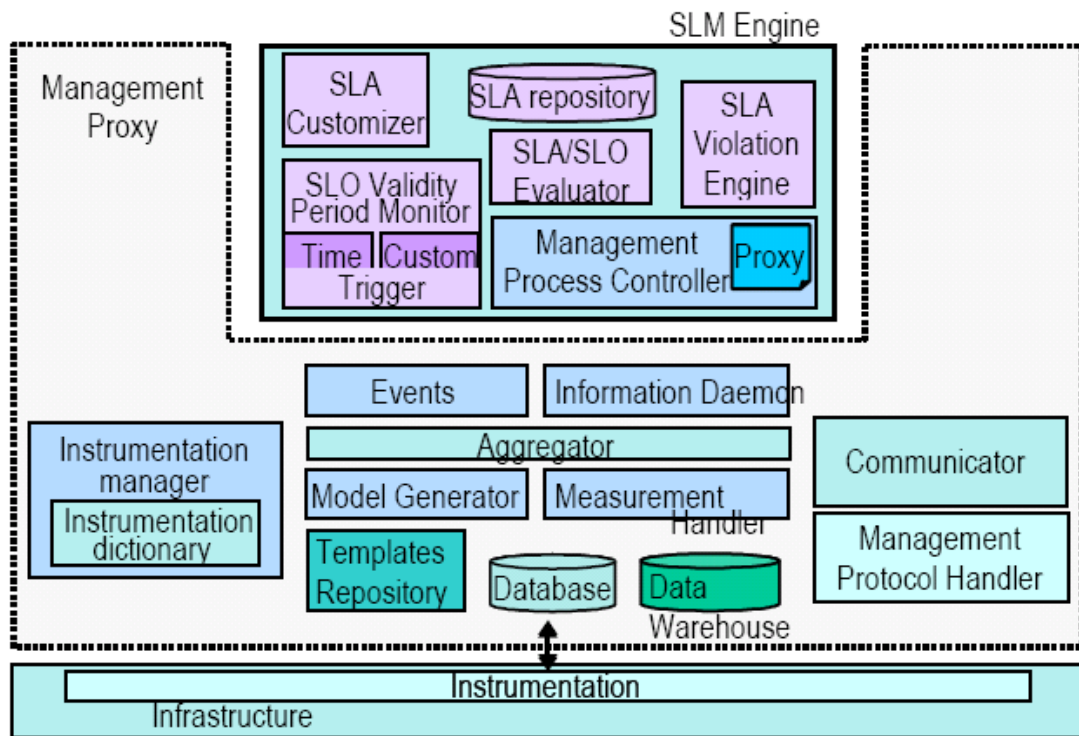 SLM Engine
Management
Proxy
SLA
Customizer
SLA repository
SLA
Violation
Engine
SLA/SLO
Evaluator
SLO Validity
Period Monitor
Time
Custom
Trigger
Management
Process Controller
Proxy
Events
Information Daemon
Aggregator
Instrumentation
manager
Instrumentation
dictionary
Model Generator
Measurement
Handler
Communicator
Templates
Repository
Database
Data
Warehouse
Management
Protocol Handler
Instrumentation
Infrastructure